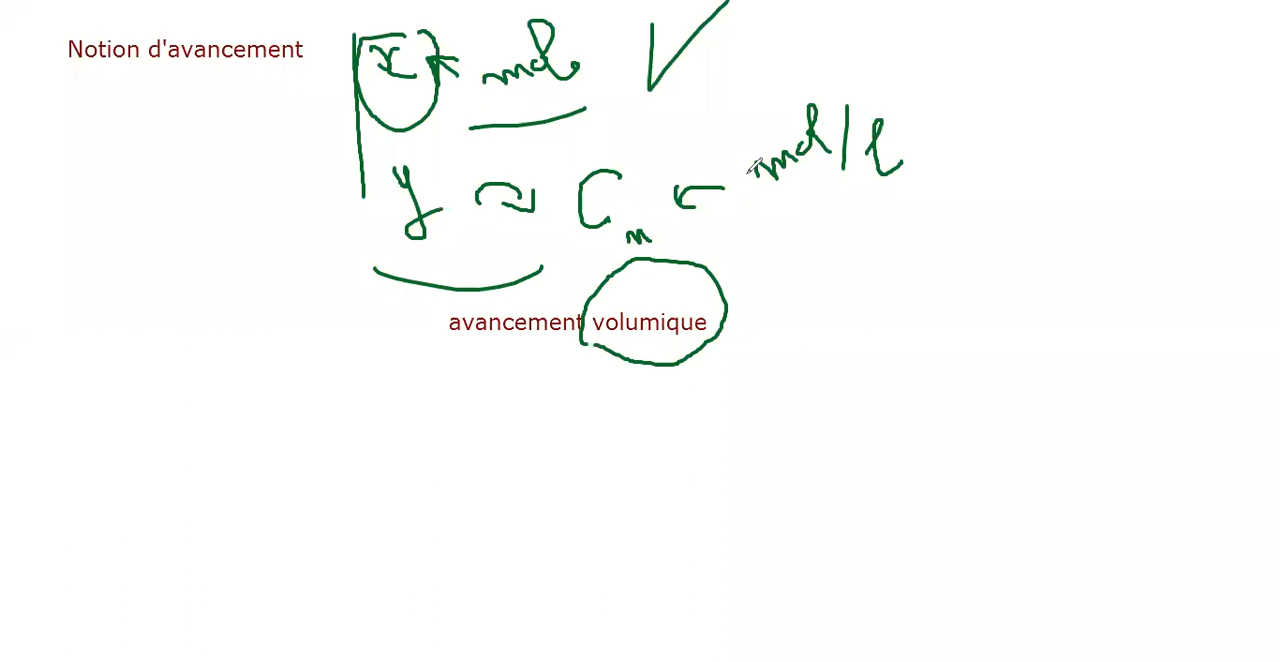 Notion d'avancement
x ← mol
mol/l
y ~ Cm ←
avancement volumique